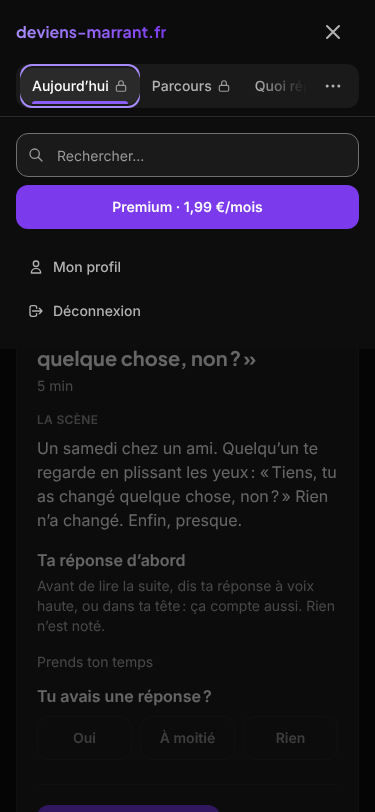 deviens-marrant.fr
Aujourd’hui
Parcours
Quoi
Rechercher...
Premium · 1,99 €/mois
Mon profil
Déconnexion
quelque chose, non ? »
5 min
LA SCÈNE
Un samedi chez un ami. Quelqu’un te
regarde en plissant les yeux : « Tiens, tu
as changé quelque chose, non ? » Rien
n’a changé. Enfin, presque.
Ta réponse d’abord
Avant de lire la suite, dis ta réponse à voix
haute, ou dans ta tête : ça compte aussi. Rien
n’est noté.
Prends ton temps
Tu avais une réponse ?
Oui
À moitié
Rien